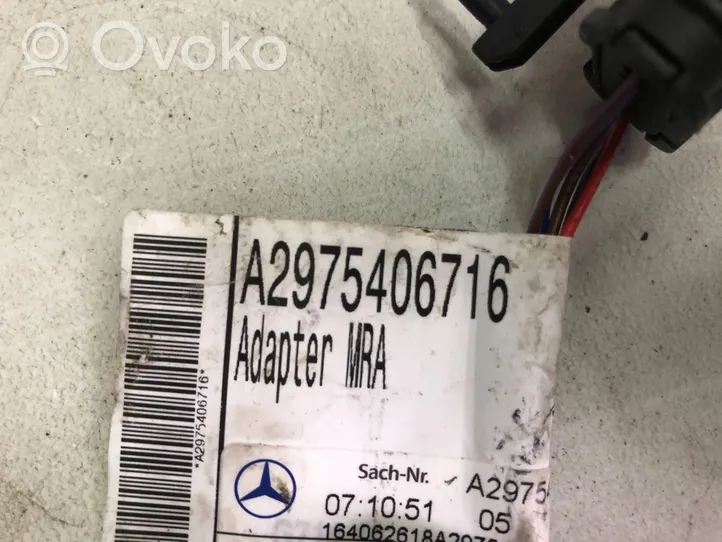 Ovoko
A2975406716
Adapter MRA
*A2975406716*
Sach-Nr. A2975
07:10:51 05